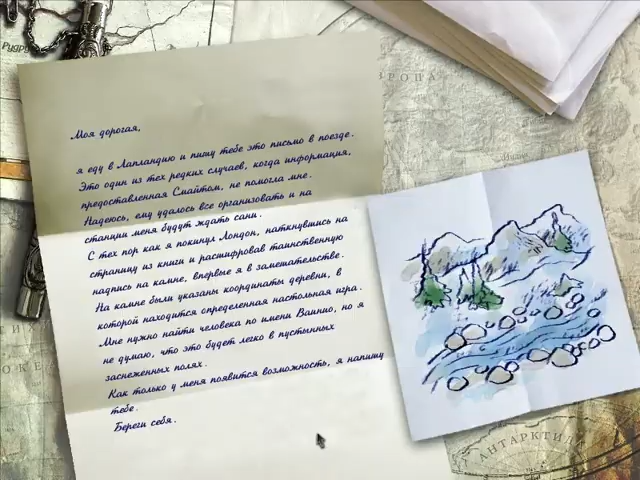 Моя дорогая,
я еду в Лапландию и пишу тебе это письмо в поезде.
Это один из тех редких случаев, когда информация,
предоставленная Смайтом, не помогла мне.
Надеюсь, ему удалось все организовать и на
станции меня будут ждать сани.
С тех пор как я покинул Лондон, наткнувшись на
страницу из книги и расшифровав таинственную
надпись на камне, впервые я в замешательстве.
На камне были указаны координаты деревни, в
которой находится определенная настольная игра.
Мне нужно найти человека по имени Ваинио, но я
не думаю, что это будет легко в пустынных
заснеженных полях.
Как только у меня появится возможность, я напишу
тебе.
Береги себя.
АНТАРКТИДА